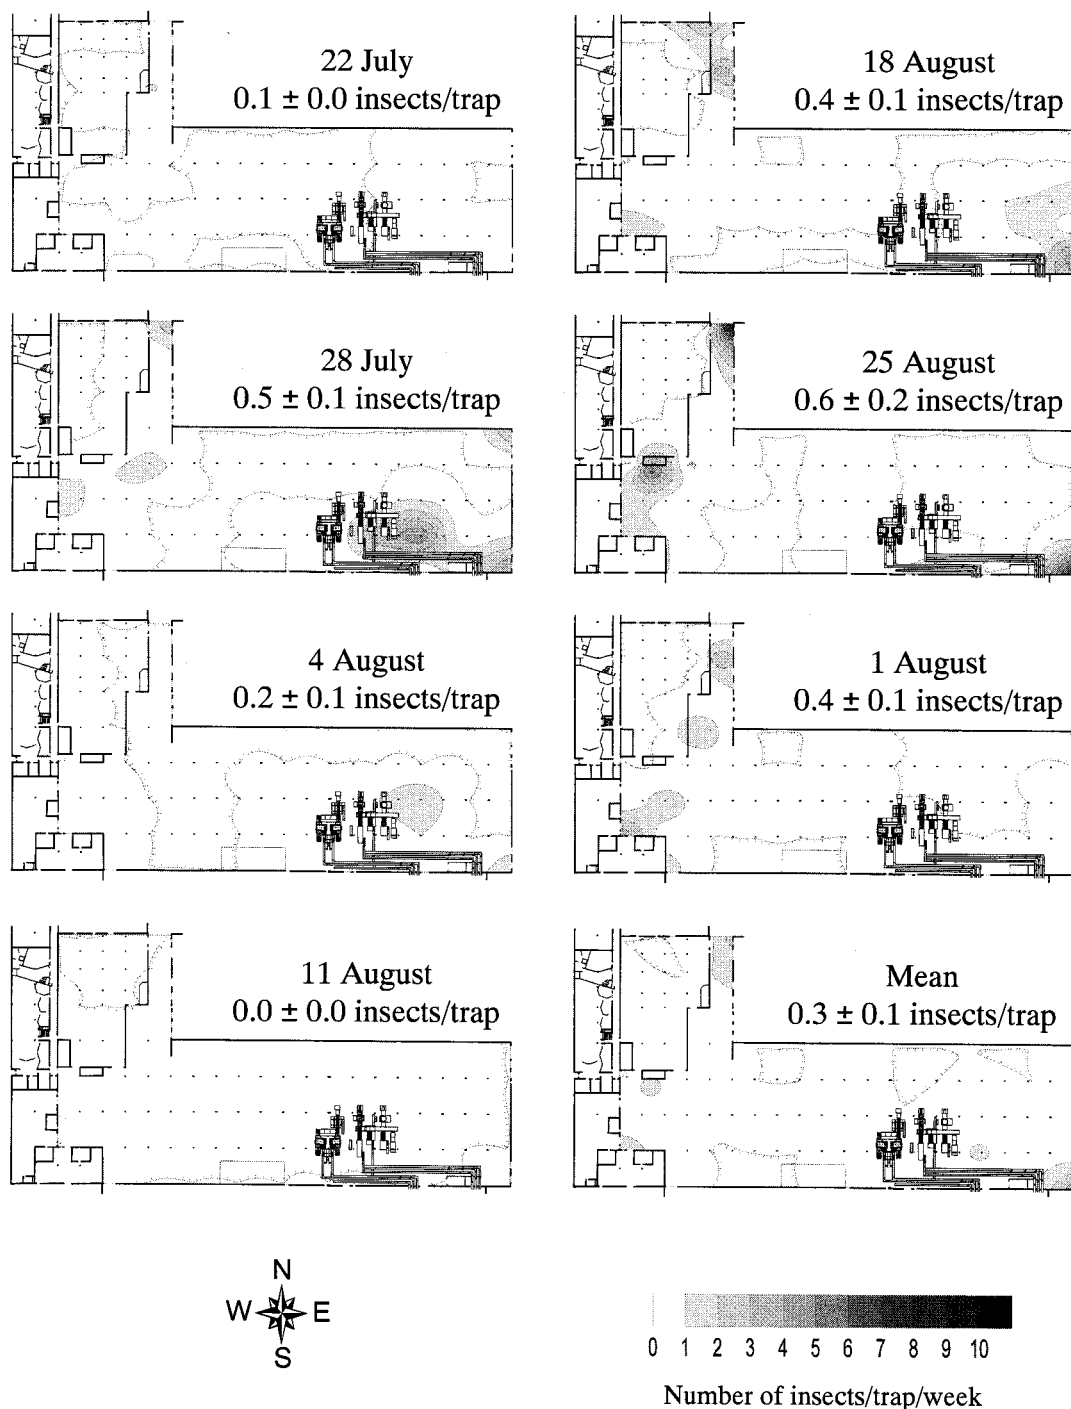 22 July
0.1 ± 0.0 insects/trap
18 August
0.4 ± 0.1 insects/trap
28 July
0.5 ± 0.1 insects/trap
25 August
0.6 ± 0.2 insects/trap
4 August
0.2 ± 0.1 insects/trap
1 August
0.4 ± 0.1 insects/trap
11 August
0.0 ± 0.0 insects/trap
Mean
0.3 ± 0.1 insects/trap
N
W E
S
0 1 2 3 4 5 6 7 8 9 10
Number of insects/trap/week